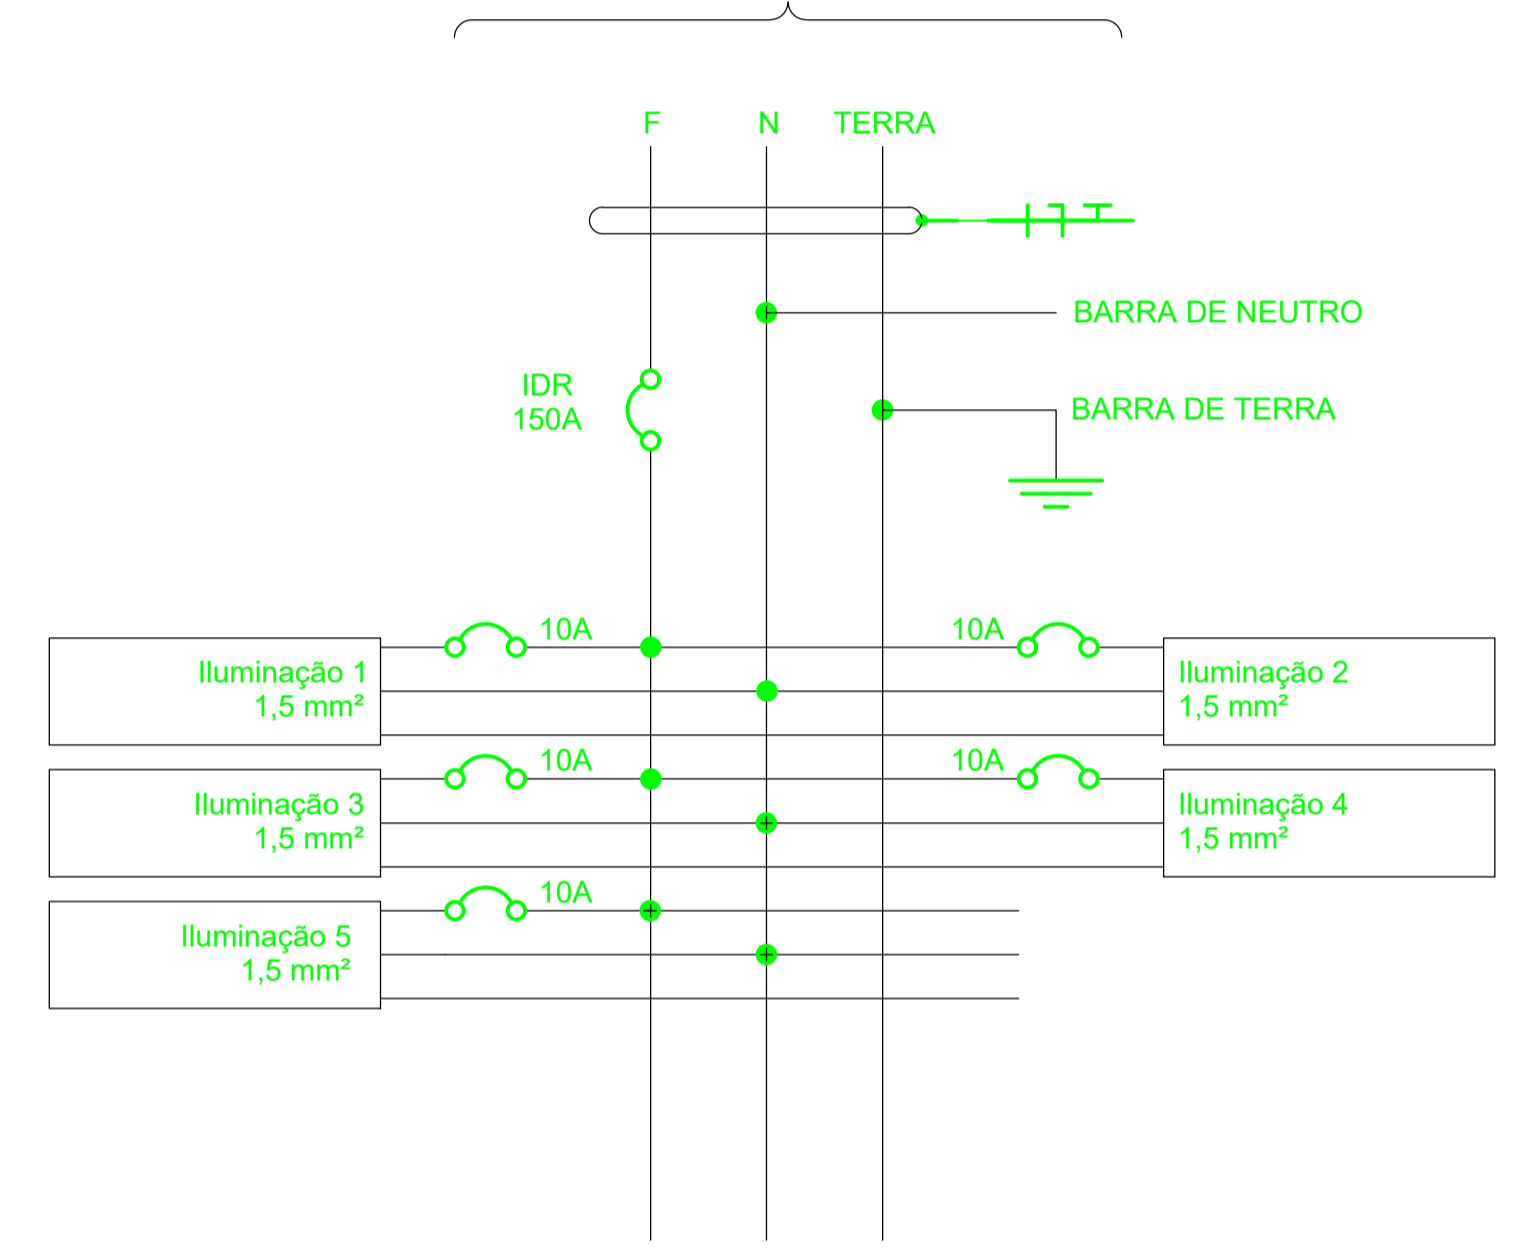 F N TERRA
BARRA DE NEUTRO
IDR
150A
BARRA DE TERRA
10A
10A
Iluminação 1
1,5 mm²
Iluminação 2
1,5 mm²
10A
10A
Iluminação 3
1,5 mm²
Iluminação 4
1,5 mm²
10A
Iluminação 5
1,5 mm²